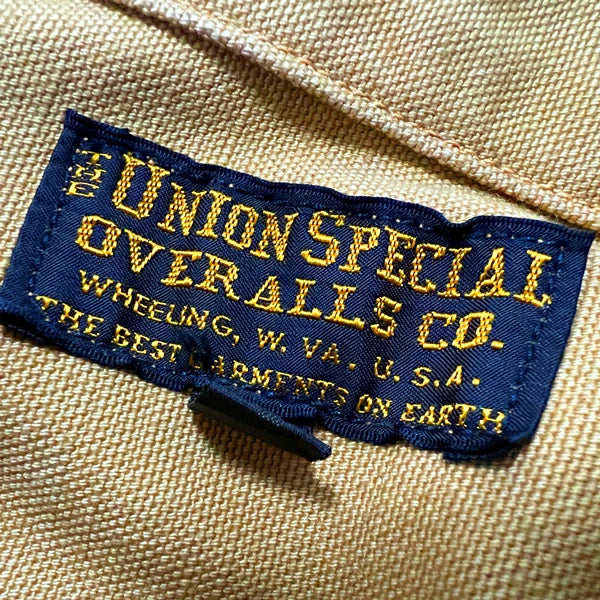 THE UNION SPECIAL
OVERALLS CO.
WHEELING, W. VA. U.S.A.
THE BEST GARMENTS ON EARTH